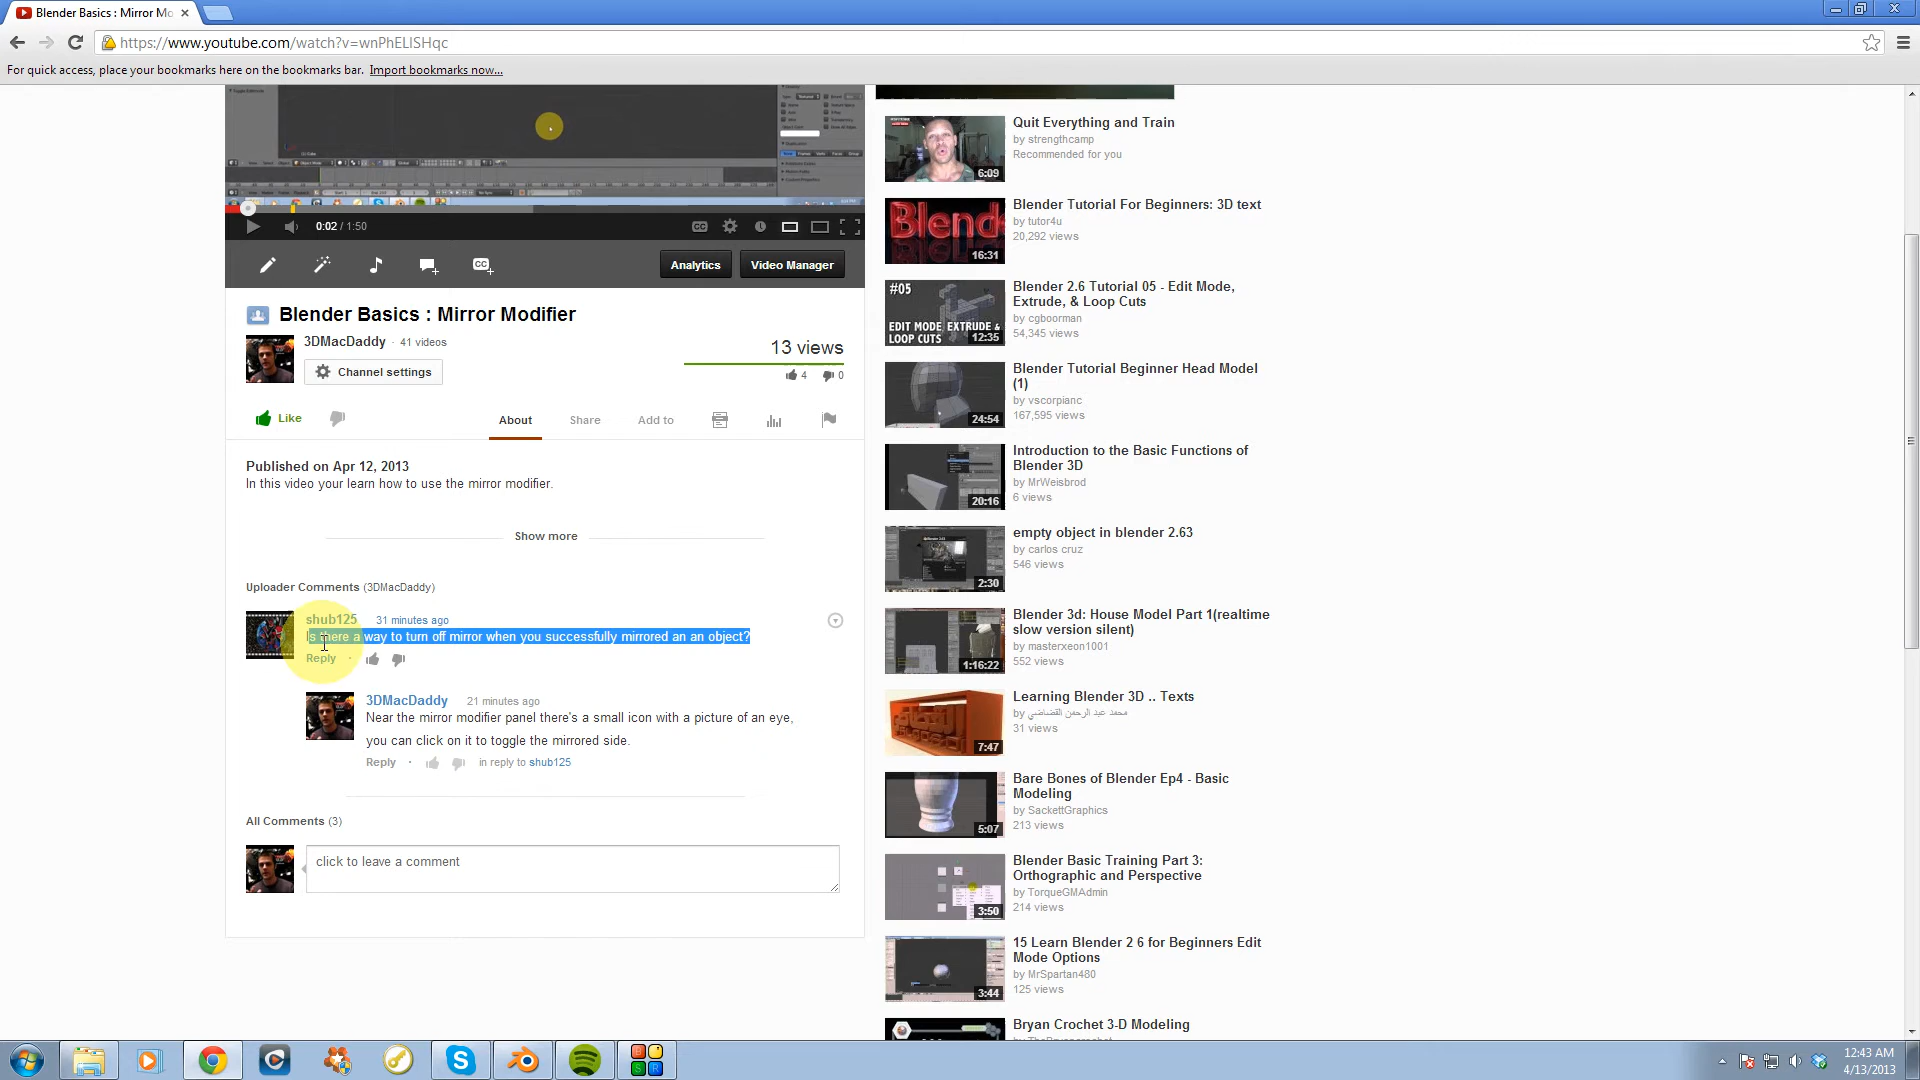 Blender Basics : Mirror Mo
https://www.youtube.com/watch?v=wnPhELlSHqc
For quick access, place your bookmarks here on the bookmarks bar. Import bookmarks now...
0:02 / 1:50
Analytics
Video Manager
Blender Basics : Mirror Modifier
3DMacDaddy · 41 videos
Channel settings
13 views
4 0
Like
About
Share
Add to
Published on Apr 12, 2013
In this video your learn how to use the mirror modifier.
Show more
Uploader Comments (3DMacDaddy)
shub125 31 minutes ago
Is there a way to turn off mirror when you successfully mirrored an an object?
Reply ·
3DMacDaddy 21 minutes ago
Near the mirror modifier panel there's a small icon with a picture of an eye,
you can click on it to toggle the mirrored side.
Reply · in reply to shub125
All Comments (3)
click to leave a comment
Quit Everything and Train
by strengthcamp
Recommended for you
6:09
Blender Tutorial For Beginners: 3D text
by tutor4u
20,292 views
Blend
16:31
Blender 2.6 Tutorial 05 - Edit Mode,
Extrude, & Loop Cuts
by cgboorman
54,345 views
#05
EDIT MODE, EXTRUDE &
LOOP CUTS
12:35
Blender Tutorial Beginner Head Model
(1)
by vscorpianc
167,595 views
24:54
Introduction to the Basic Functions of
Blender 3D
by MrWeisbrod
6 views
20:16
empty object in blender 2.63
by carlos cruz
546 views
2:30
Blender 3d: House Model Part 1(realtime
slow version silent)
by masterxeon1001
552 views
1:16:22
Learning Blender 3D .. Texts
by محمد عبد الرحمن القضاضي
31 views
7:47
Bare Bones of Blender Ep4 - Basic
Modeling
by SackettGraphics
213 views
5:07
Blender Basic Training Part 3:
Orthographic and Perspective
by TorqueGMAdmin
214 views
3:50
15 Learn Blender 2 6 for Beginners Edit
Mode Options
by MrSpartan480
125 views
3:44
Bryan Crochet 3-D Modeling
12:43 AM
4/13/2013